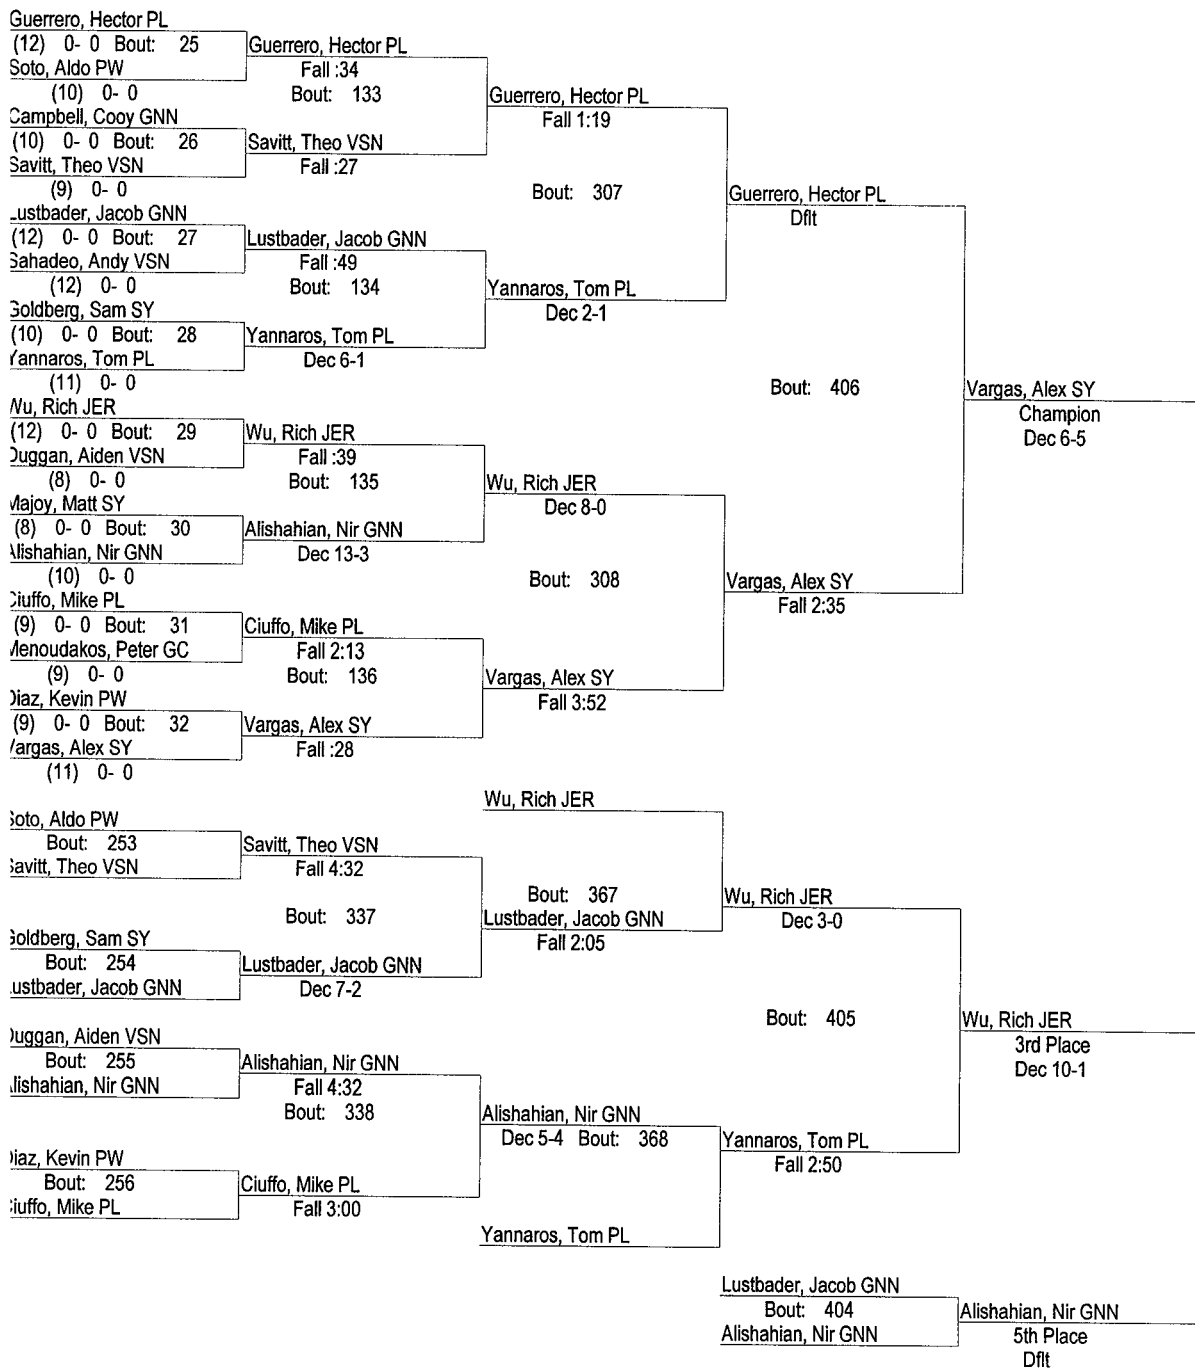 Guerrero, Hector PL
(12) 0- 0 Bout: 25
Soto, Aldo PW
(10) 0- 0
Campbell, Cooy GNN
(10) 0- 0 Bout: 26
Savitt, Theo VSN
(9) 0- 0
Lustbader, Jacob GNN
(12) 0- 0 Bout: 27
Sahadeo, Andy VSN
(12) 0- 0
Goldberg, Sam SY
(10) 0- 0 Bout: 28
Yannaros, Tom PL
(11) 0- 0
Wu, Rich JER
(12) 0- 0 Bout: 29
Duggan, Aiden VSN
(8) 0- 0
Majoy, Matt SY
(8) 0- 0 Bout: 30
Alishahian, Nir GNN
(10) 0- 0
Ciuffo, Mike PL
(9) 0- 0 Bout: 31
Menoudakos, Peter GC
(9) 0- 0
Diaz, Kevin PW
(9) 0- 0 Bout: 32
Vargas, Alex SY
(11) 0- 0
Guerrero, Hector PL
Fall :34
Bout: 133
Savitt, Theo VSN
Fall :27
Lustbader, Jacob GNN
Fall :49
Bout: 134
Yannaros, Tom PL
Dec 6-1
Wu, Rich JER
Fall :39
Bout: 135
Alishahian, Nir GNN
Dec 13-3
Ciuffo, Mike PL
Fall 2:13
Bout: 136
Vargas, Alex SY
Fall :28
Guerrero, Hector PL
Fall 1:19
Bout: 307
Yannaros, Tom PL
Dec 2-1
Wu, Rich JER
Dec 8-0
Bout: 308
Vargas, Alex SY
Fall 3:52
Guerrero, Hector PL
Dflt
Bout: 406
Vargas, Alex SY
Fall 2:35
Vargas, Alex SY
Champion
Dec 6-5
Soto, Aldo PW
Bout: 253
Savitt, Theo VSN
Goldberg, Sam SY
Bout: 254
Lustbader, Jacob GNN
Duggan, Aiden VSN
Bout: 255
Alishahian, Nir GNN
Diaz, Kevin PW
Bout: 256
Ciuffo, Mike PL
Savitt, Theo VSN
Fall 4:32
Bout: 337
Lustbader, Jacob GNN
Dec 7-2
Alishahian, Nir GNN
Fall 4:32
Bout: 338
Ciuffo, Mike PL
Fall 3:00
Wu, Rich JER
Bout: 367
Lustbader, Jacob GNN
Fall 2:05
Alishahian, Nir GNN
Dec 5-4 Bout: 368
Yannaros, Tom PL
Wu, Rich JER
Dec 3-0
Bout: 405
Yannaros, Tom PL
Fall 2:50
Wu, Rich JER
3rd Place
Dec 10-1
Lustbader, Jacob GNN
Bout: 404
Alishahian, Nir GNN
Alishahian, Nir GNN
5th Place
Dflt